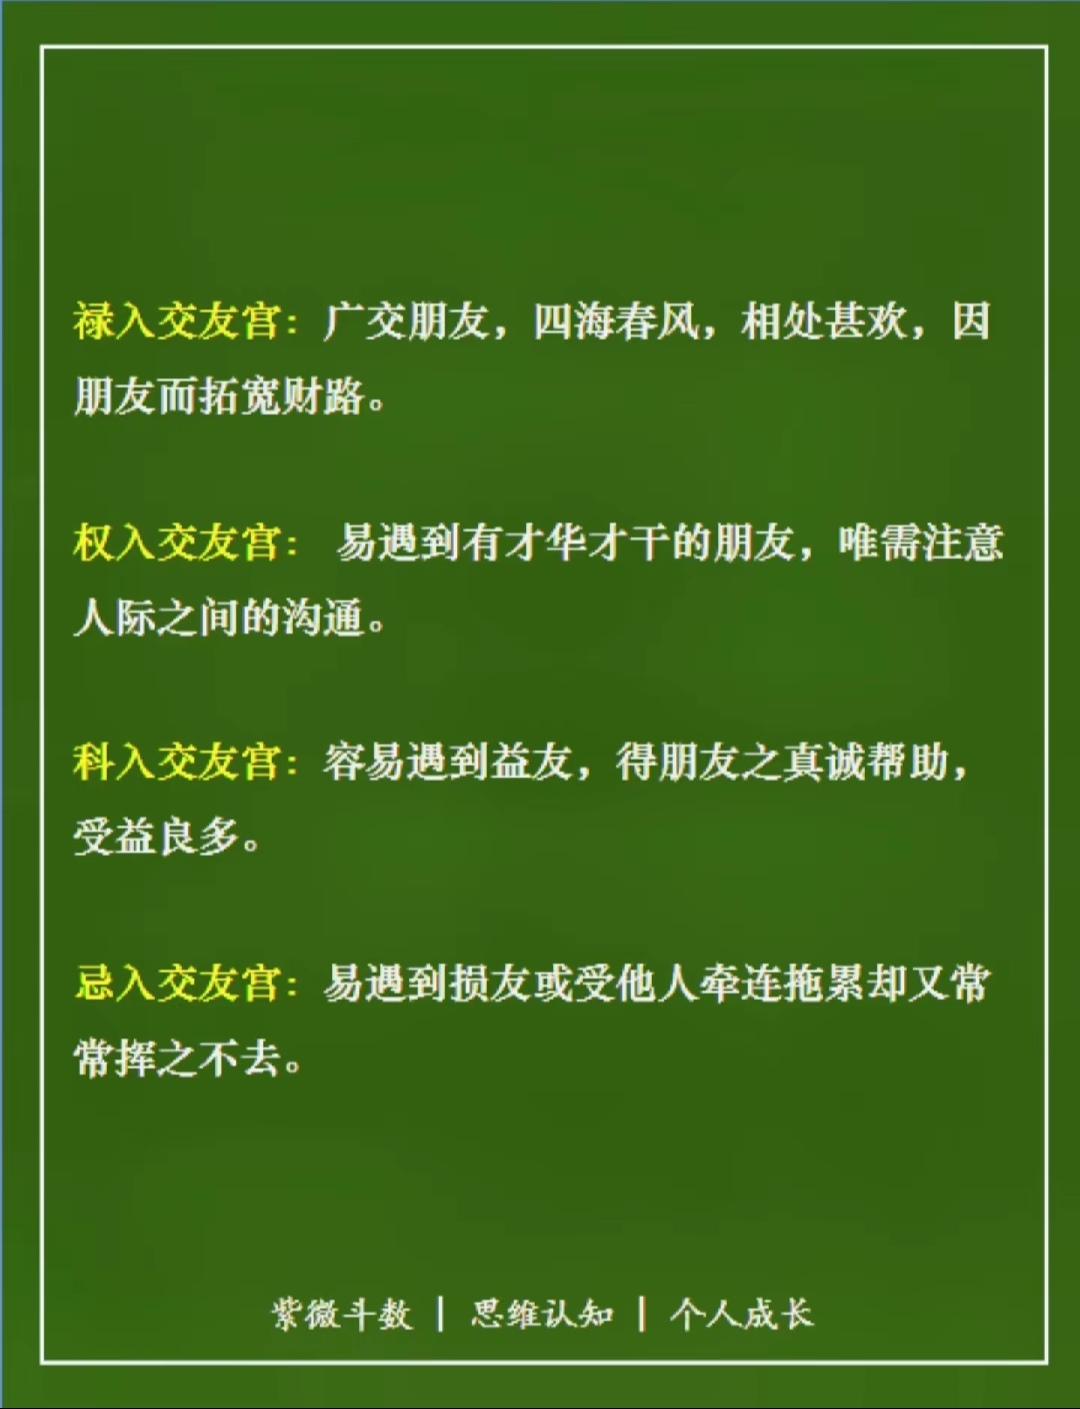 禄入交友宫：广交朋友，四海春风，相处甚欢，因
朋友而拓宽财路。
权入交友宫： 易遇到有才华才干的朋友，唯需注意
人际之间的沟通。
科入交友宫：容易遇到益友，得朋友之真诚帮助，
受益良多。
忌入交友宫：易遇到损友或受他人牵连拖累却又常
常挥之不去。
紫微斗数 | 思维认知 | 个人成长